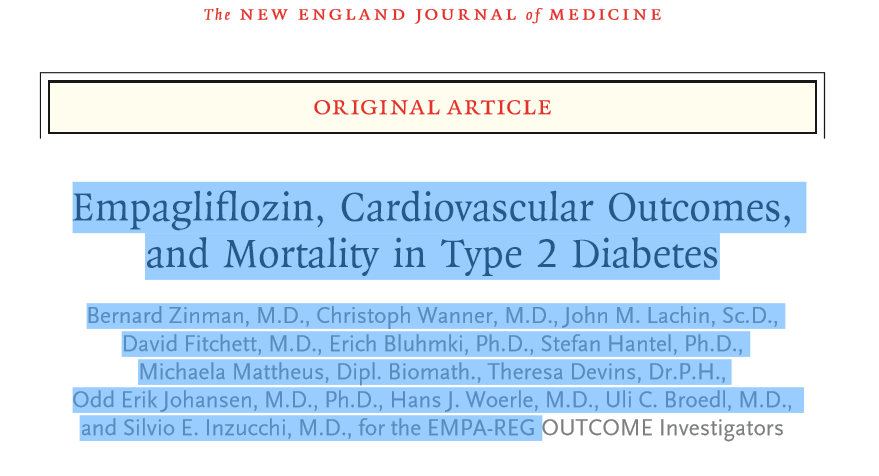 The NEW ENGLAND JOURNAL of MEDICINE
ORIGINAL ARTICLE
Empagliflozin, Cardiovascular Outcomes,
and Mortality in Type 2 Diabetes
Bernard Zinman, M.D., Christoph Wanner, M.D., John M. Lachin, Sc.D.,
David Fitchett, M.D., Erich Bluhmki, Ph.D., Stefan Hantel, Ph.D.,
Michaela Mattheus, Dipl. Biomath., Theresa Devins, Dr.P.H.,
Odd Erik Johansen, M.D., Ph.D., Hans J. Woerle, M.D., Uli C. Broedl, M.D.,
and Silvio E. Inzucchi, M.D., for the EMPA-REG OUTCOME Investigators